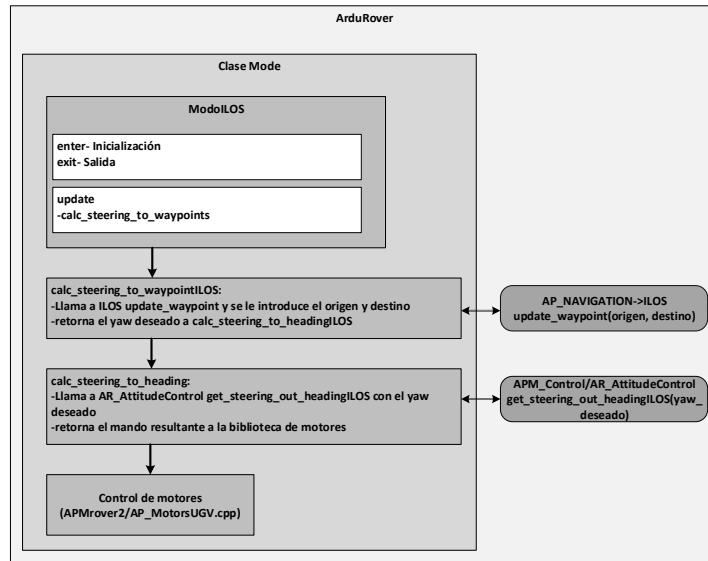 ArduRover
Clase Mode
ModoILOS
enter- Inicialización
exit- Salida
update
-calc_steering_to_waypoints
calc_steering_to_waypointILOS:
-Llama a ILOS update_waypoint y se le introduce el origen y destino
-retorna el yaw deseado a calc_steering_to_headingILOS
AP_NAVIGATION->ILOS
update_waypoint(origen, destino)
calc_steering_to_heading:
-Llama a AR_AttitudeControl get_steering_out_headingILOS con el yaw
deseado
-retorna el mando resultante a la biblioteca de motores
APM_Control/AR_AttitudeControl
get_steering_out_headingILOS(yaw_
deseado)
Control de motores
(APMrover2/AP_MotorsUGV.cpp)